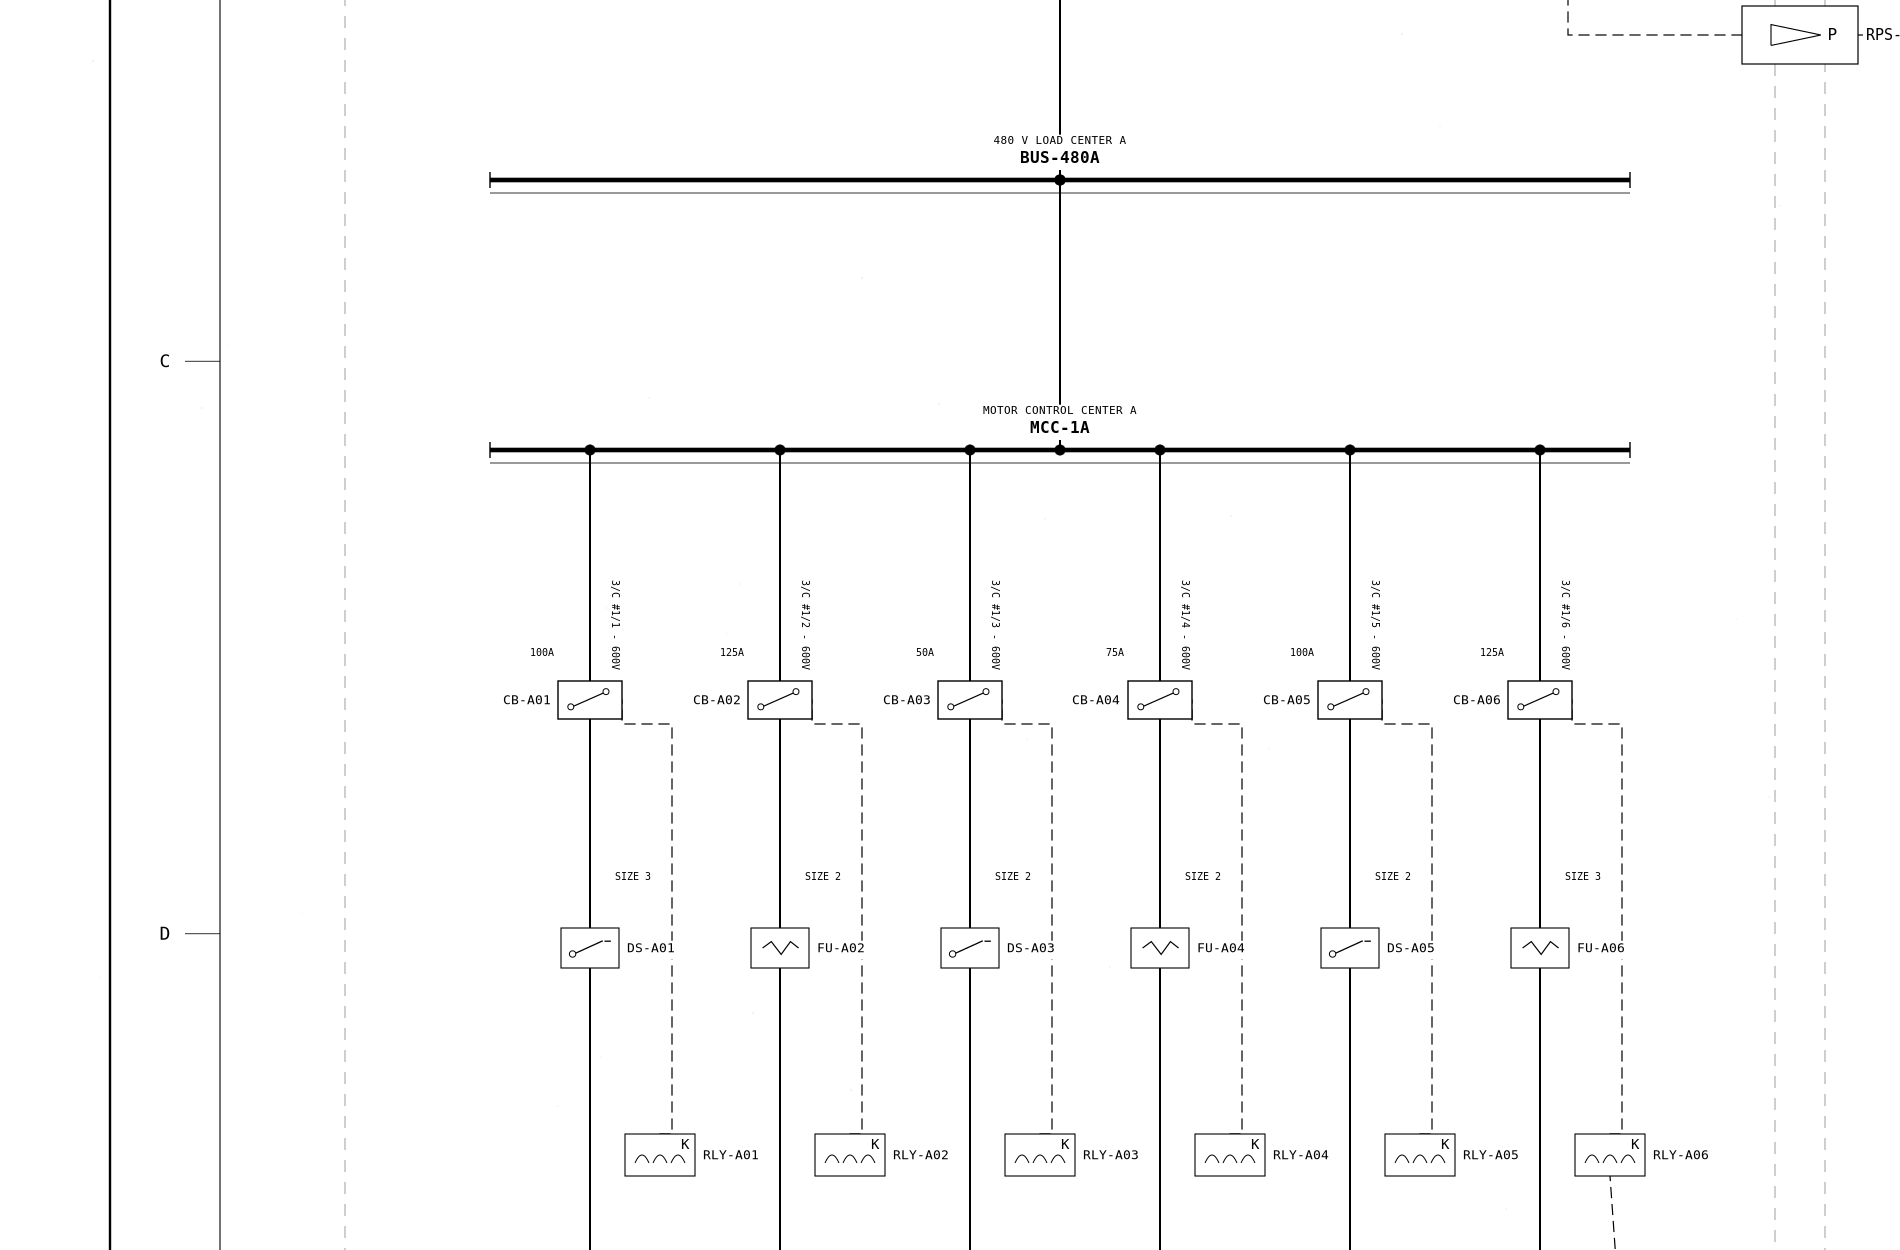 P
RPS-
480 V LOAD CENTER A
BUS-480A
C
MOTOR CONTROL CENTER A
MCC-1A
3/C #1/1 - 600V
3/C #1/2 - 600V
3/C #1/3 - 600V
3/C #1/4 - 600V
3/C #1/5 - 600V
3/C #1/6 - 600V
100A
125A
50A
75A
100A
125A
CB-A01
CB-A02
CB-A03
CB-A04
CB-A05
CB-A06
SIZE 3
SIZE 2
SIZE 2
SIZE 2
SIZE 2
SIZE 3
D
DS-A01
FU-A02
DS-A03
FU-A04
DS-A05
FU-A06
K
RLY-A01
K
RLY-A02
K
RLY-A03
K
RLY-A04
K
RLY-A05
K
RLY-A06